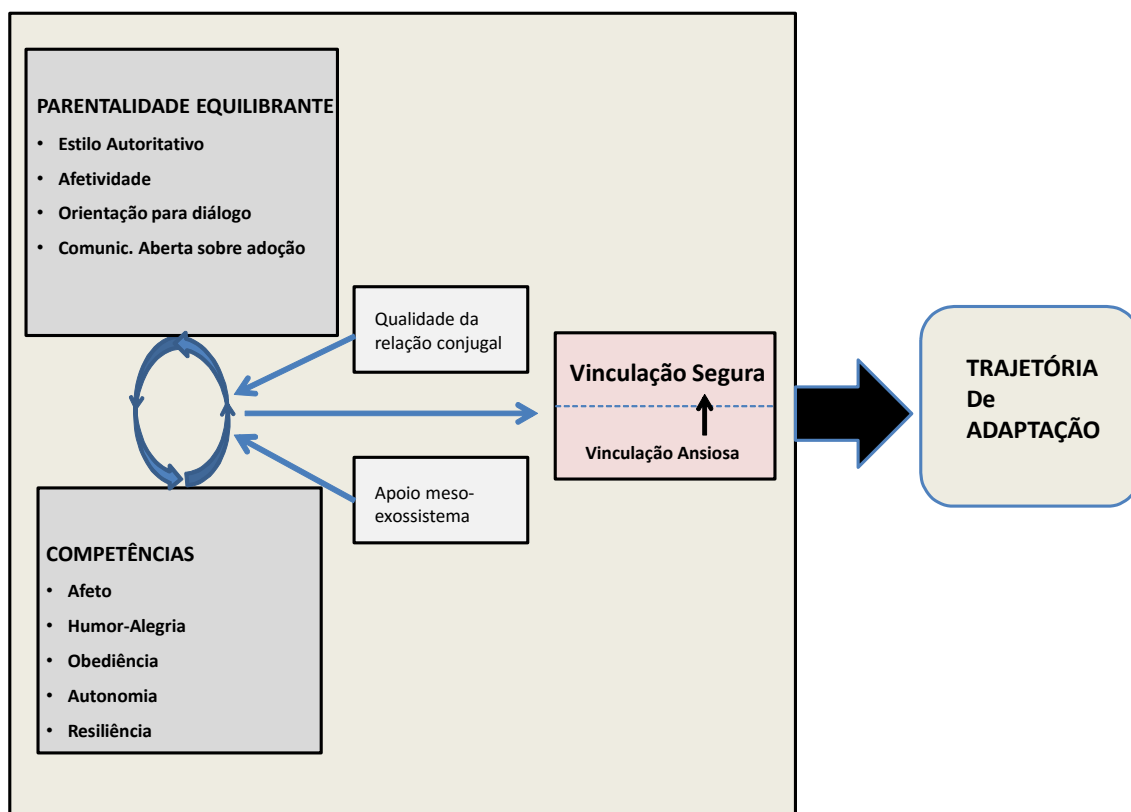 PARENTALIDADE EQUILIBRANTE
• Estilo Autoritativo
• Afetividade
• Orientação para diálogo
• Comunic. Aberta sobre adoção
Qualidade da
relação conjugal
Vinculação Segura
Vinculação Ansiosa
TRAJETÓRIA
De
ADAPTAÇÃO
Apoio meso-
exossistema
COMPETÊNCIAS
• Afeto
• Humor-Alegria
• Obediência
• Autonomia
• Resiliência